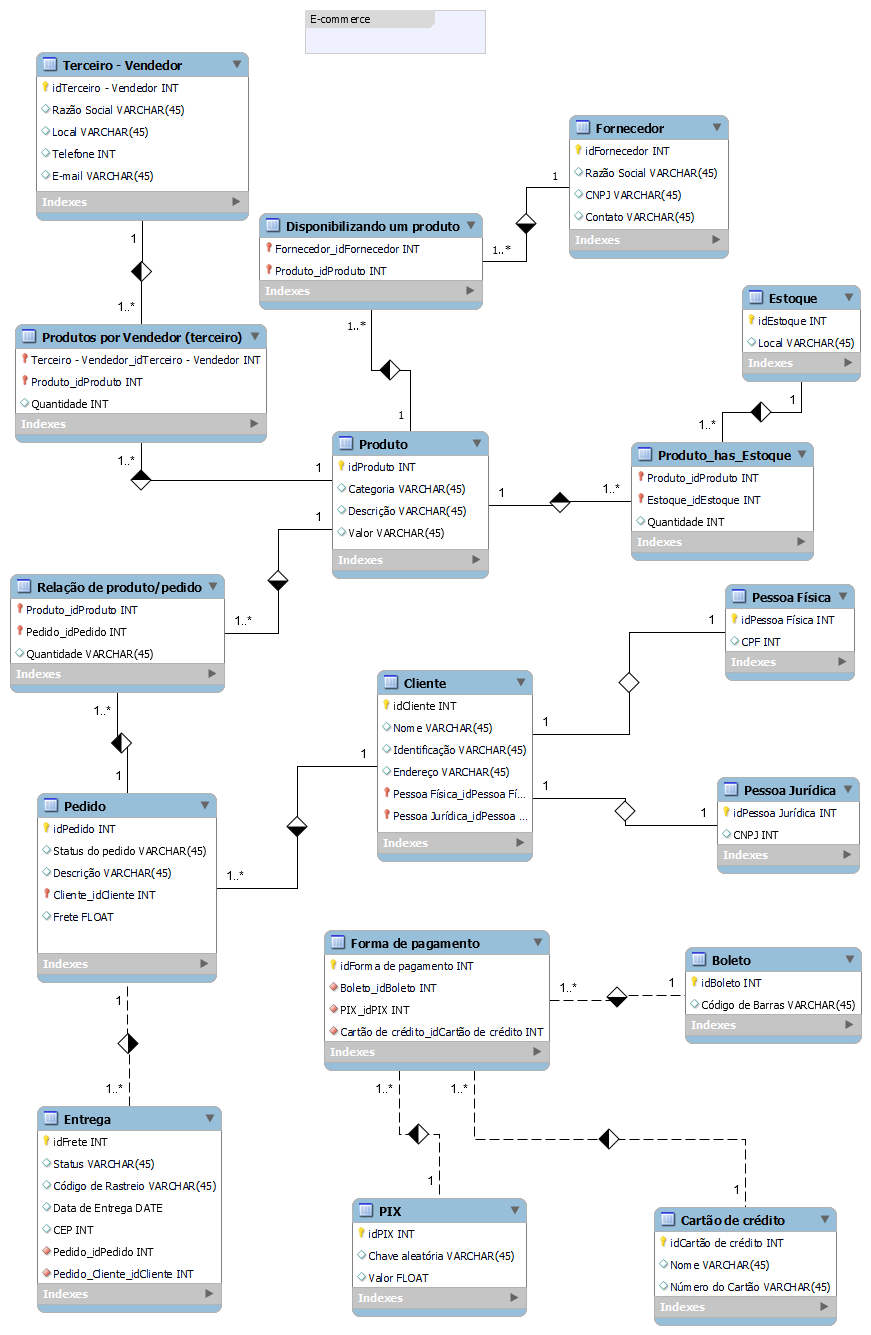 E-commerce
Terceiro - Vendedor
idTerceiro - Vendedor INT
Razão Social VARCHAR(45)
Local VARCHAR(45)
Telefone INT
E-mail VARCHAR(45)
Indexes
Fornecedor
idFornecedor INT
Razão Social VARCHAR(45)
CNPJ VARCHAR(45)
Contato VARCHAR(45)
Indexes
1
1..*
Disponibilizando um produto
Fornecedor_idFornecedor INT
Produto_idProduto INT
Indexes
1
1..*
Produtos por Vendedor (terceiro)
Terceiro - Vendedor_idTerceiro - Vendedor INT
Produto_idProduto INT
Quantidade INT
Indexes
1..*
1
Estoque
idEstoque INT
Local VARCHAR(45)
Indexes
1
1..*
Produto
idProduto INT
Categoria VARCHAR(45)
Descrição VARCHAR(45)
Valor VARCHAR(45)
Indexes
1..*
1
1
1..*
Produto_has_Estoque
Produto_idProduto INT
Estoque_idEstoque INT
Quantidade INT
Indexes
1
1..*
Relação de produto/pedido
Produto_idProduto INT
Pedido_idPedido INT
Quantidade VARCHAR(45)
Indexes
1..*
1
Pessoa Física
idPessoa Física INT
CPF INT
Indexes
1
1
Cliente
idCliente INT
Nome VARCHAR(45)
Identificação VARCHAR(45)
Endereço VARCHAR(45)
Pessoa Física_idPessoa Fí...
Pessoa Jurídica_idPessoa ...
Indexes
1
1
Pessoa Jurídica
idPessoa Jurídica INT
CNPJ INT
Indexes
1
1..*
Pedido
idPedido INT
Status do pedido VARCHAR(45)
Descrição VARCHAR(45)
Cliente_idCliente INT
Frete FLOAT
Indexes
1
1..*
Forma de pagamento
idForma de pagamento INT
Boleto_idBoleto INT
PIX_idPIX INT
Cartão de crédito_idCartão de crédito INT
Indexes
1..*
1
Boleto
idBoleto INT
Código de Barras VARCHAR(45)
Indexes
1..*
1..*
1
1
Entrega
idFrete INT
Status VARCHAR(45)
Código de Rastreio VARCHAR(45)
Data de Entrega DATE
CEP INT
Pedido_idPedido INT
Pedido_Cliente_idCliente INT
Indexes
PIX
idPIX INT
Chave aleatória VARCHAR(45)
Valor FLOAT
Indexes
Cartão de crédito
idCartão de crédito INT
Nome VARCHAR(45)
Número do Cartão VARCHAR(45)
Indexes